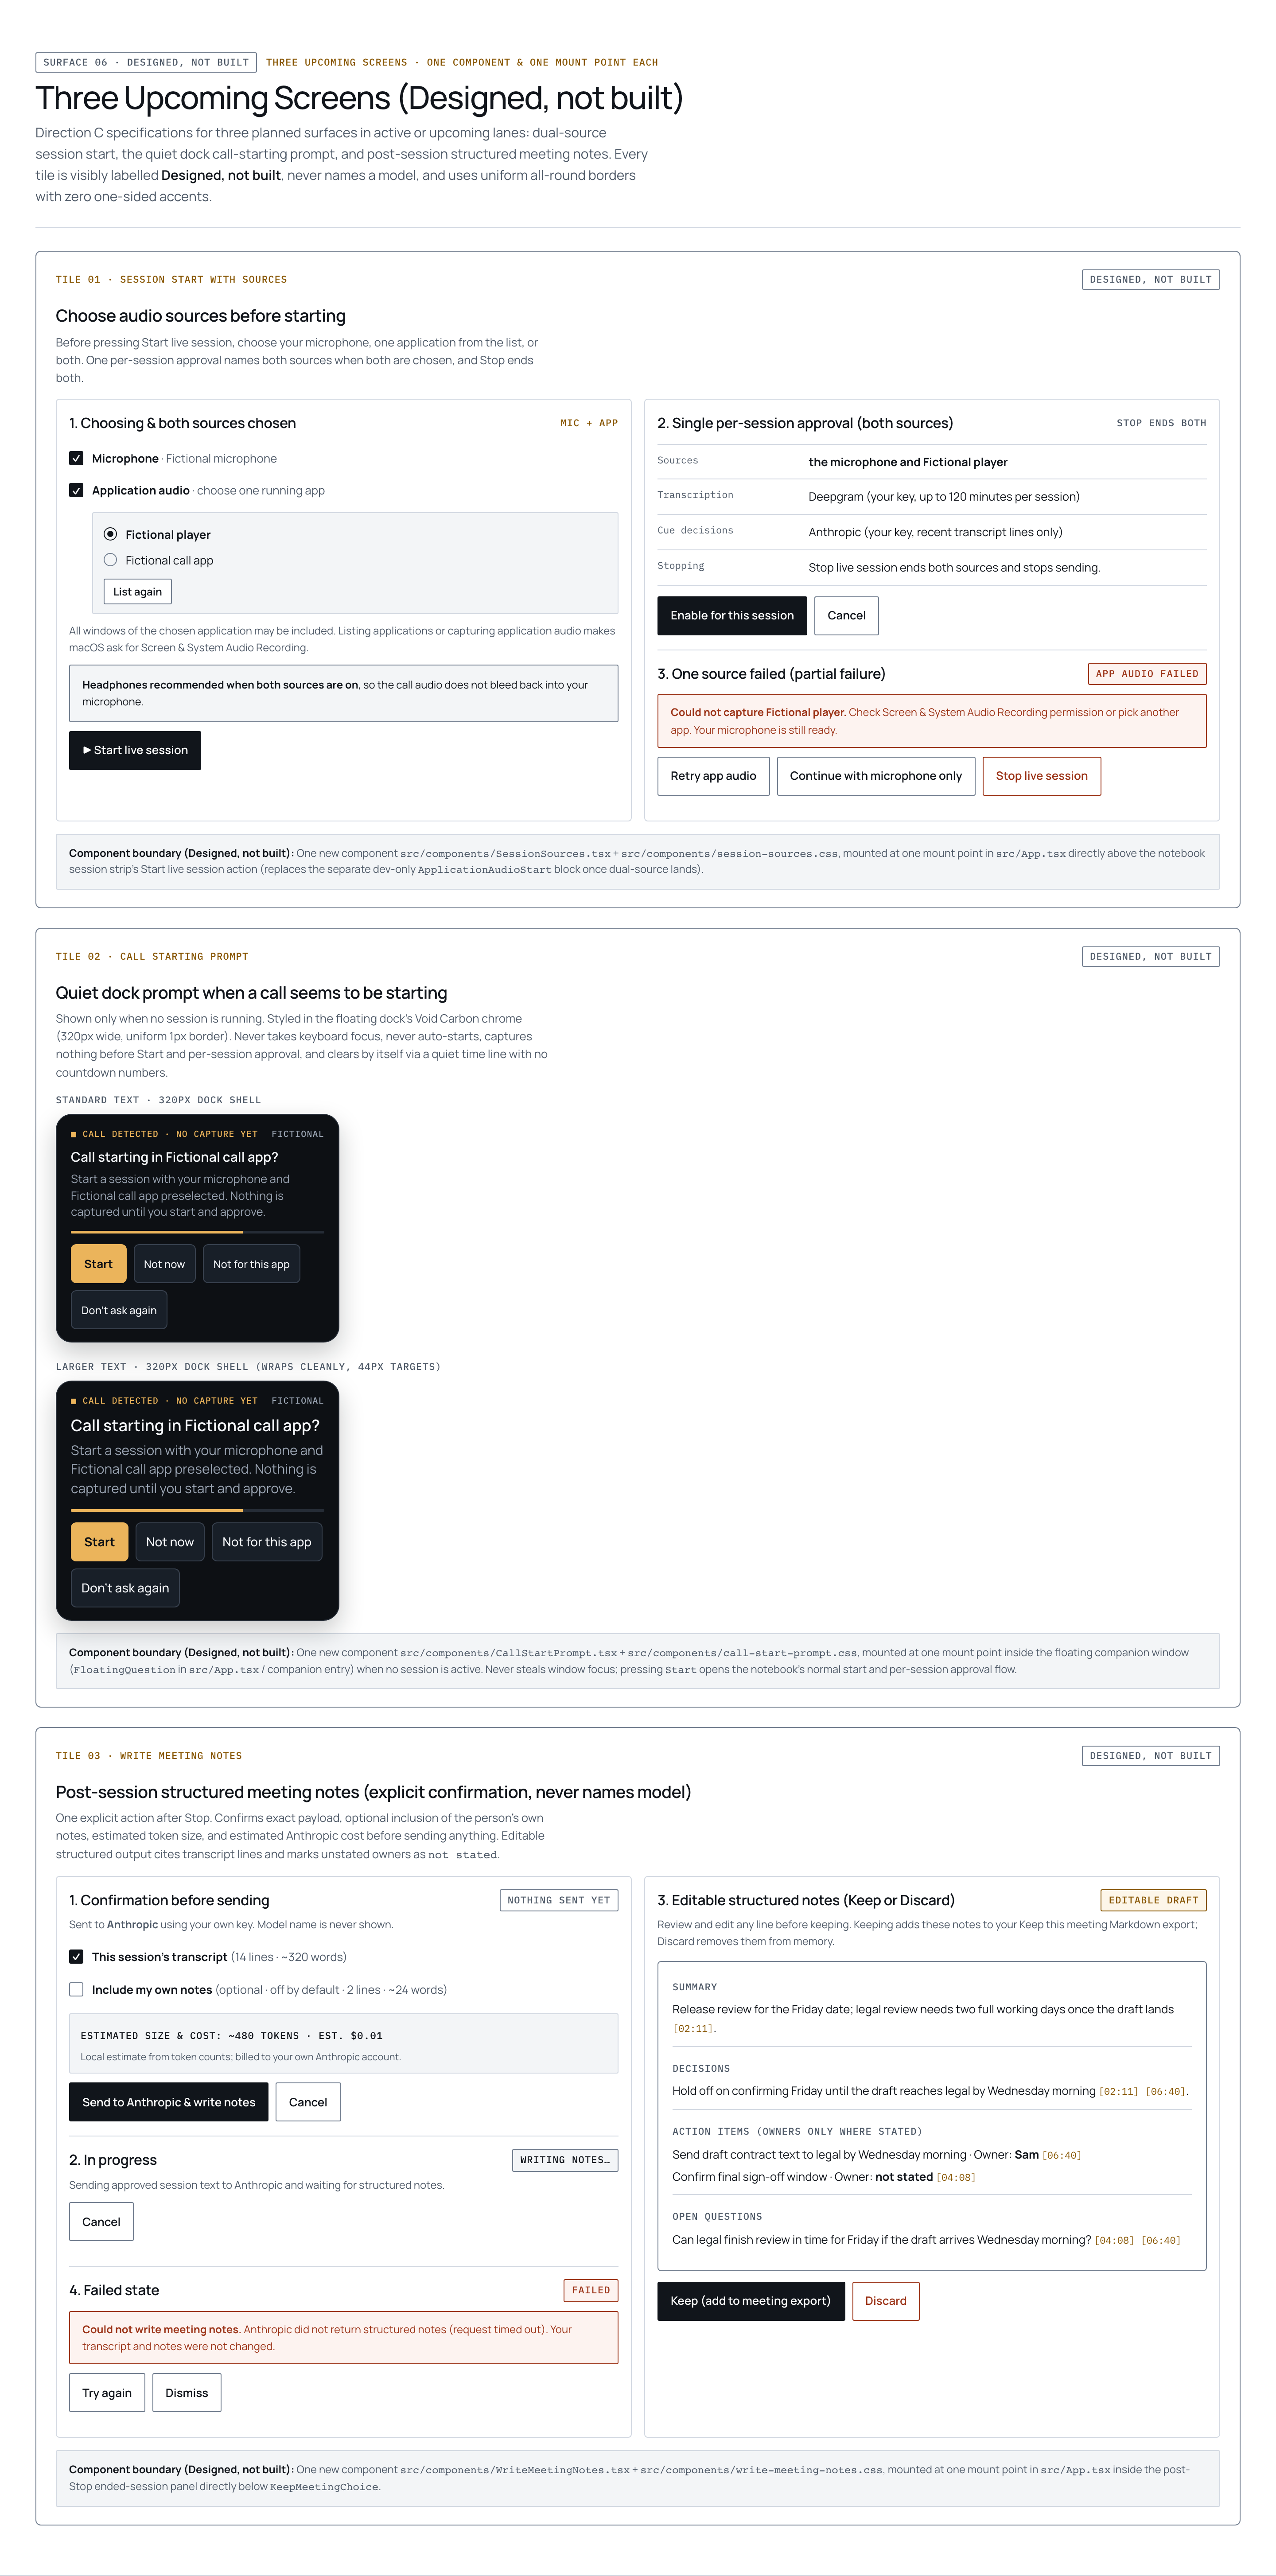 SURFACE 06 · DESIGNED, NOT BUILT
THREE UPCOMING SCREENS · ONE COMPONENT & ONE MOUNT POINT EACH
Three Upcoming Screens (Designed, not built)
Direction C specifications for three planned surfaces in active or upcoming lanes: dual-source
session start, the quiet dock call-starting prompt, and post-session structured meeting notes. Every
tile is visibly labelled Designed, not built, never names a model, and uses uniform all-round borders
with zero one-sided accents.
TILE 01 · SESSION START WITH SOURCES
DESIGNED, NOT BUILT
Choose audio sources before starting
Before pressing Start live session, choose your microphone, one application from the list, or
both. One per-session approval names both sources when both are chosen, and Stop ends
both.
1. Choosing & both sources chosen
MIC + APP
Microphone · Fictional microphone
Application audio · choose one running app
Fictional player
Fictional call app
List again
All windows of the chosen application may be included. Listing applications or capturing application audio makes
macOS ask for Screen & System Audio Recording.
Headphones recommended when both sources are on, so the call audio does not bleed back into your
microphone.
▶ Start live session
2. Single per-session approval (both sources)
STOP ENDS BOTH
Sources
the microphone and Fictional player
Transcription
Deepgram (your key, up to 120 minutes per session)
Cue decisions
Anthropic (your key, recent transcript lines only)
Stopping
Stop live session ends both sources and stops sending.
Enable for this session
Cancel
3. One source failed (partial failure)
APP AUDIO FAILED
Could not capture Fictional player. Check Screen & System Audio Recording permission or pick another
app. Your microphone is still ready.
Retry app audio
Continue with microphone only
Stop live session
Component boundary (Designed, not built): One new component src/components/SessionSources.tsx + src/components/session-sources.css, mounted at one mount point in src/App.tsx directly above the notebook
session strip's Start live session action (replaces the separate dev-only ApplicationAudioStart block once dual-source lands).
TILE 02 · CALL STARTING PROMPT
DESIGNED, NOT BUILT
Quiet dock prompt when a call seems to be starting
Shown only when no session is running. Styled in the floating dock's Void Carbon chrome
(320px wide, uniform 1px border). Never takes keyboard focus, never auto-starts, captures
nothing before Start and per-session approval, and clears by itself via a quiet time line with no
countdown numbers.
STANDARD TEXT · 320PX DOCK SHELL
■ CALL DETECTED · NO CAPTURE YET
FICTIONAL
Call starting in Fictional call app?
Start a session with your microphone and
Fictional call app preselected. Nothing is
captured until you start and approve.
Start
Not now
Not for this app
Don't ask again
LARGER TEXT · 320PX DOCK SHELL (WRAPS CLEANLY, 44PX TARGETS)
■ CALL DETECTED · NO CAPTURE YET
FICTIONAL
Call starting in Fictional call app?
Start a session with your microphone and
Fictional call app preselected. Nothing is
captured until you start and approve.
Start
Not now
Not for this app
Don't ask again
Component boundary (Designed, not built): One new component src/components/CallStartPrompt.tsx + src/components/call-start-prompt.css, mounted at one mount point inside the floating companion window
(FloatingQuestion in src/App.tsx / companion entry) when no session is active. Never steals window focus; pressing Start opens the notebook's normal start and per-session approval flow.
TILE 03 · WRITE MEETING NOTES
DESIGNED, NOT BUILT
Post-session structured meeting notes (explicit confirmation, never names model)
One explicit action after Stop. Confirms exact payload, optional inclusion of the person's own
notes, estimated token size, and estimated Anthropic cost before sending anything. Editable
structured output cites transcript lines and marks unstated owners as not stated.
1. Confirmation before sending
NOTHING SENT YET
Sent to Anthropic using your own key. Model name is never shown.
This session's transcript (14 lines · ~320 words)
Include my own notes (optional · off by default · 2 lines · ~24 words)
ESTIMATED SIZE & COST: ~480 TOKENS · EST. $0.01
Local estimate from token counts; billed to your own Anthropic account.
Send to Anthropic & write notes
Cancel
2. In progress
WRITING NOTES…
Sending approved session text to Anthropic and waiting for structured notes.
Cancel
4. Failed state
FAILED
Could not write meeting notes. Anthropic did not return structured notes (request timed out). Your
transcript and notes were not changed.
Try again
Dismiss
3. Editable structured notes (Keep or Discard)
EDITABLE DRAFT
Review and edit any line before keeping. Keeping adds these notes to your Keep this meeting Markdown export;
Discard removes them from memory.
SUMMARY
Release review for the Friday date; legal review needs two full working days once the draft lands
[02:11].
DECISIONS
Hold off on confirming Friday until the draft reaches legal by Wednesday morning [02:11] [06:40].
ACTION ITEMS (OWNERS ONLY WHERE STATED)
Send draft contract text to legal by Wednesday morning · Owner: Sam [06:40]
Confirm final sign-off window · Owner: not stated [04:08]
OPEN QUESTIONS
Can legal finish review in time for Friday if the draft arrives Wednesday morning? [04:08] [06:40]
Keep (add to meeting export)
Discard
Component boundary (Designed, not built): One new component src/components/WriteMeetingNotes.tsx + src/components/write-meeting-notes.css, mounted at one mount point in src/App.tsx inside the post-
Stop ended-session panel directly below KeepMeetingChoice.